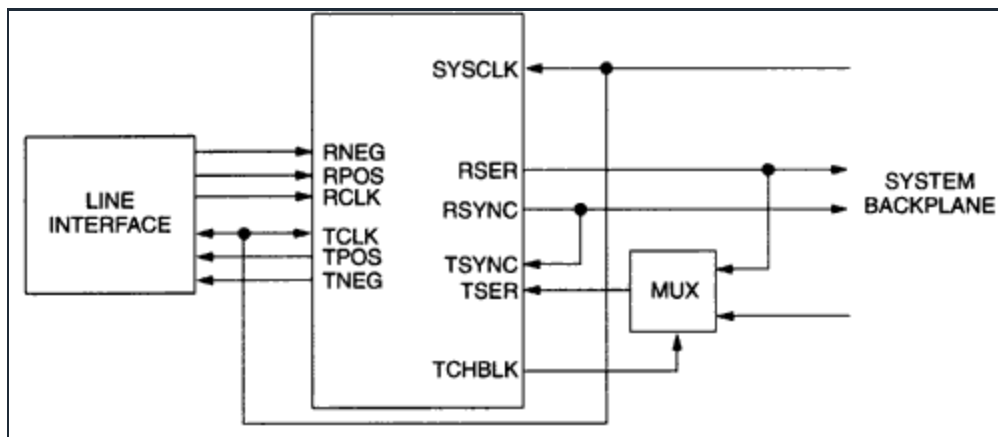 LINE
INTERFACE
RNEG
RPOS
RCLK
TCLK
TPOS
TNEG
SYSCLK
RSER
RSYNC
TSYNC
TSER
TCHBLK
MUX
SYSTEM
BACKPLANE